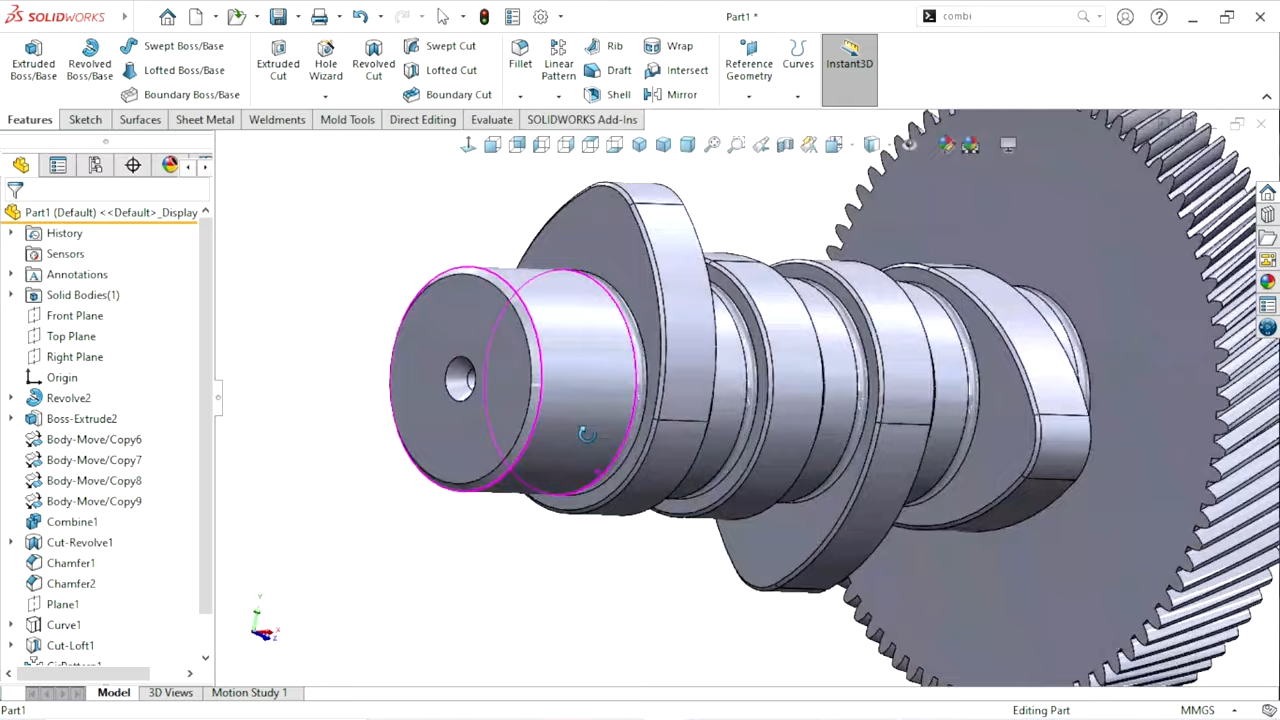 SOLIDWORKS
Part1 *
combi
Extruded Boss/Base
Revolved Boss/Base
Swept Boss/Base
Lofted Boss/Base
Boundary Boss/Base
Extruded Cut
Hole Wizard
Revolved Cut
Swept Cut
Lofted Cut
Boundary Cut
Fillet
Linear Pattern
Rib
Draft
Shell
Wrap
Intersect
Mirror
Reference Geometry
Curves
Instant3D
Features
Sketch
Surfaces
Sheet Metal
Weldments
Mold Tools
Direct Editing
Evaluate
SOLIDWORKS Add-Ins
Part1 (Default) <<Default>_Display
History
Sensors
Annotations
Solid Bodies(1)
Front Plane
Top Plane
Right Plane
Origin
Revolve2
Boss-Extrude2
Body-Move/Copy6
Body-Move/Copy7
Body-Move/Copy8
Body-Move/Copy9
Combine1
Cut-Revolve1
Chamfer1
Chamfer2
Plane1
Curve1
Cut-Loft1
Y
X
Z
Model
3D Views
Motion Study 1
Part1
Editing Part
MMGS